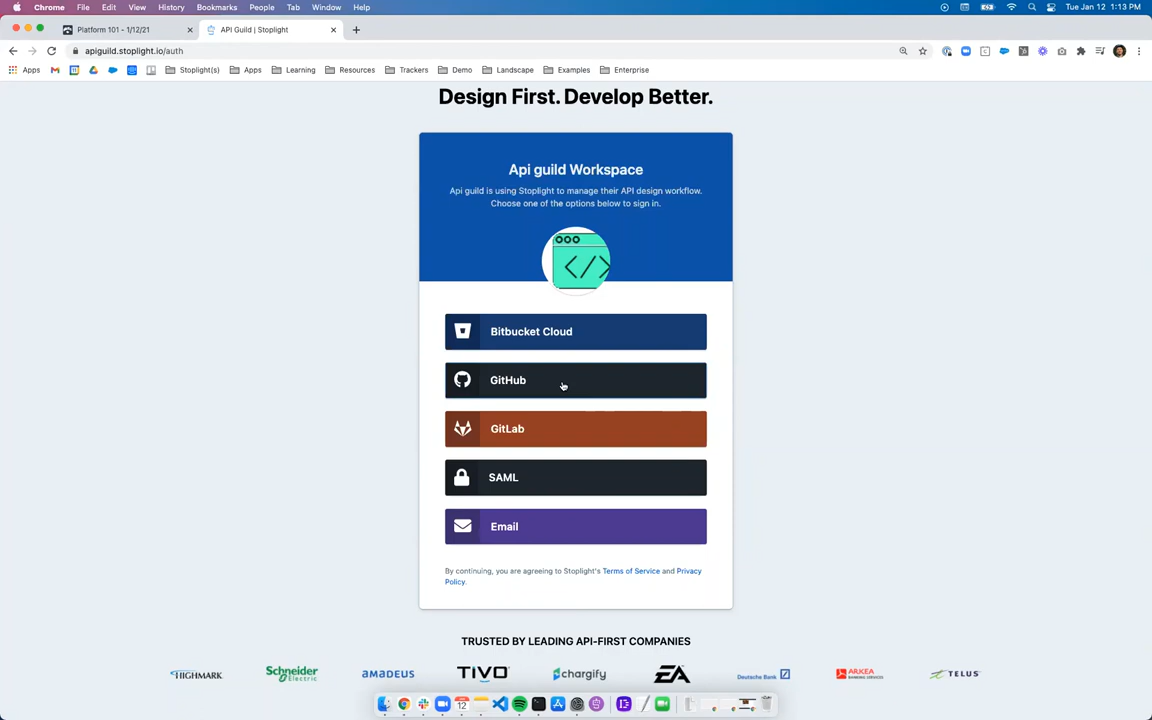 Chrome File Edit View History Bookmarks People Tab Window Help Tue Jan 12 1:13 PM
Platform 101 - 1/12/21 API Guild | Stoplight
apiguild.stoplight.io/auth
Apps Stoplight(s) Apps Learning Resources Trackers Demo Landscape Examples Enterprise
Design First. Develop Better.
Api guild Workspace
Api guild is using Stoplight to manage their API design workflow.
Choose one of the options below to sign in.
</>
Bitbucket Cloud
GitHub
GitLab
SAML
Email
By continuing, you are agreeing to Stoplight's Terms of Service and Privacy
Policy.
TRUSTED BY LEADING API-FIRST COMPANIES
HIGHMARK Schneider Electric AMADEUS TIVO chargify EA Deutsche Bank ARKEA BANKING SERVICES TELUS
12